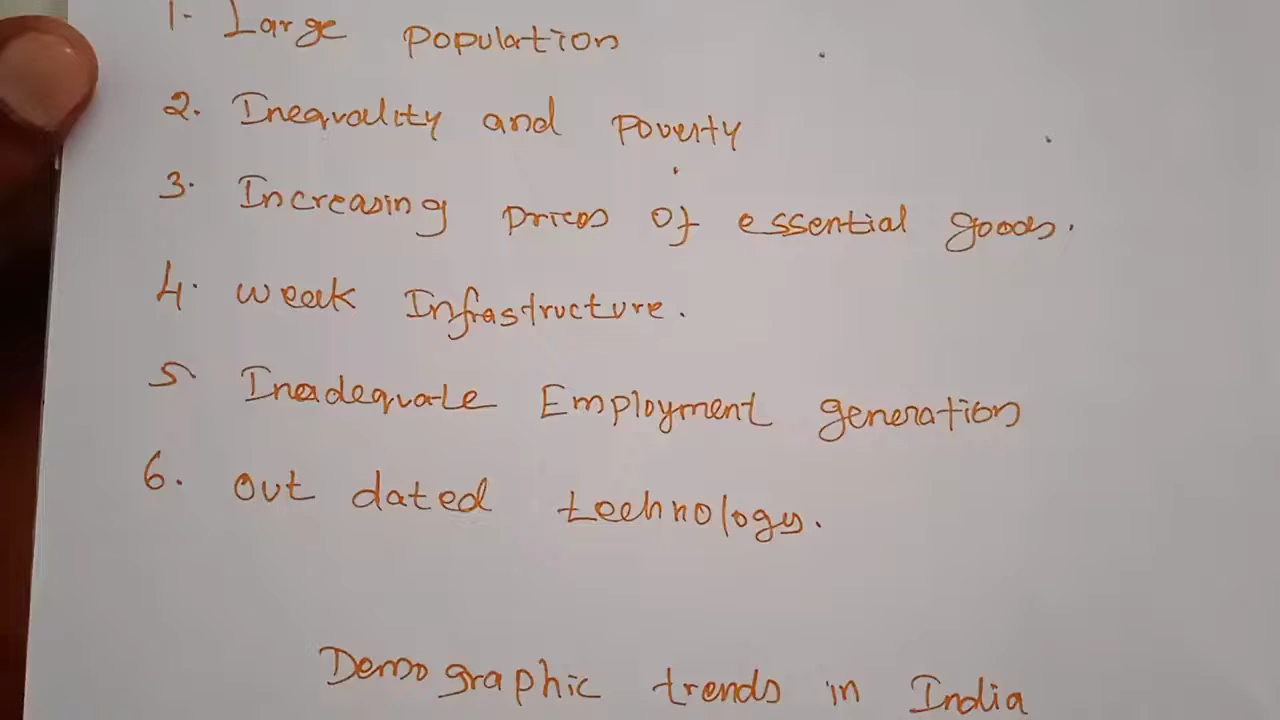 1. Large population
2. Inequality and poverty
3. Increasing prices of essential goods.
4. weak Infrastructure.
5. Inadequate Employment generation
6. out dated technology.
Demographic trends in India